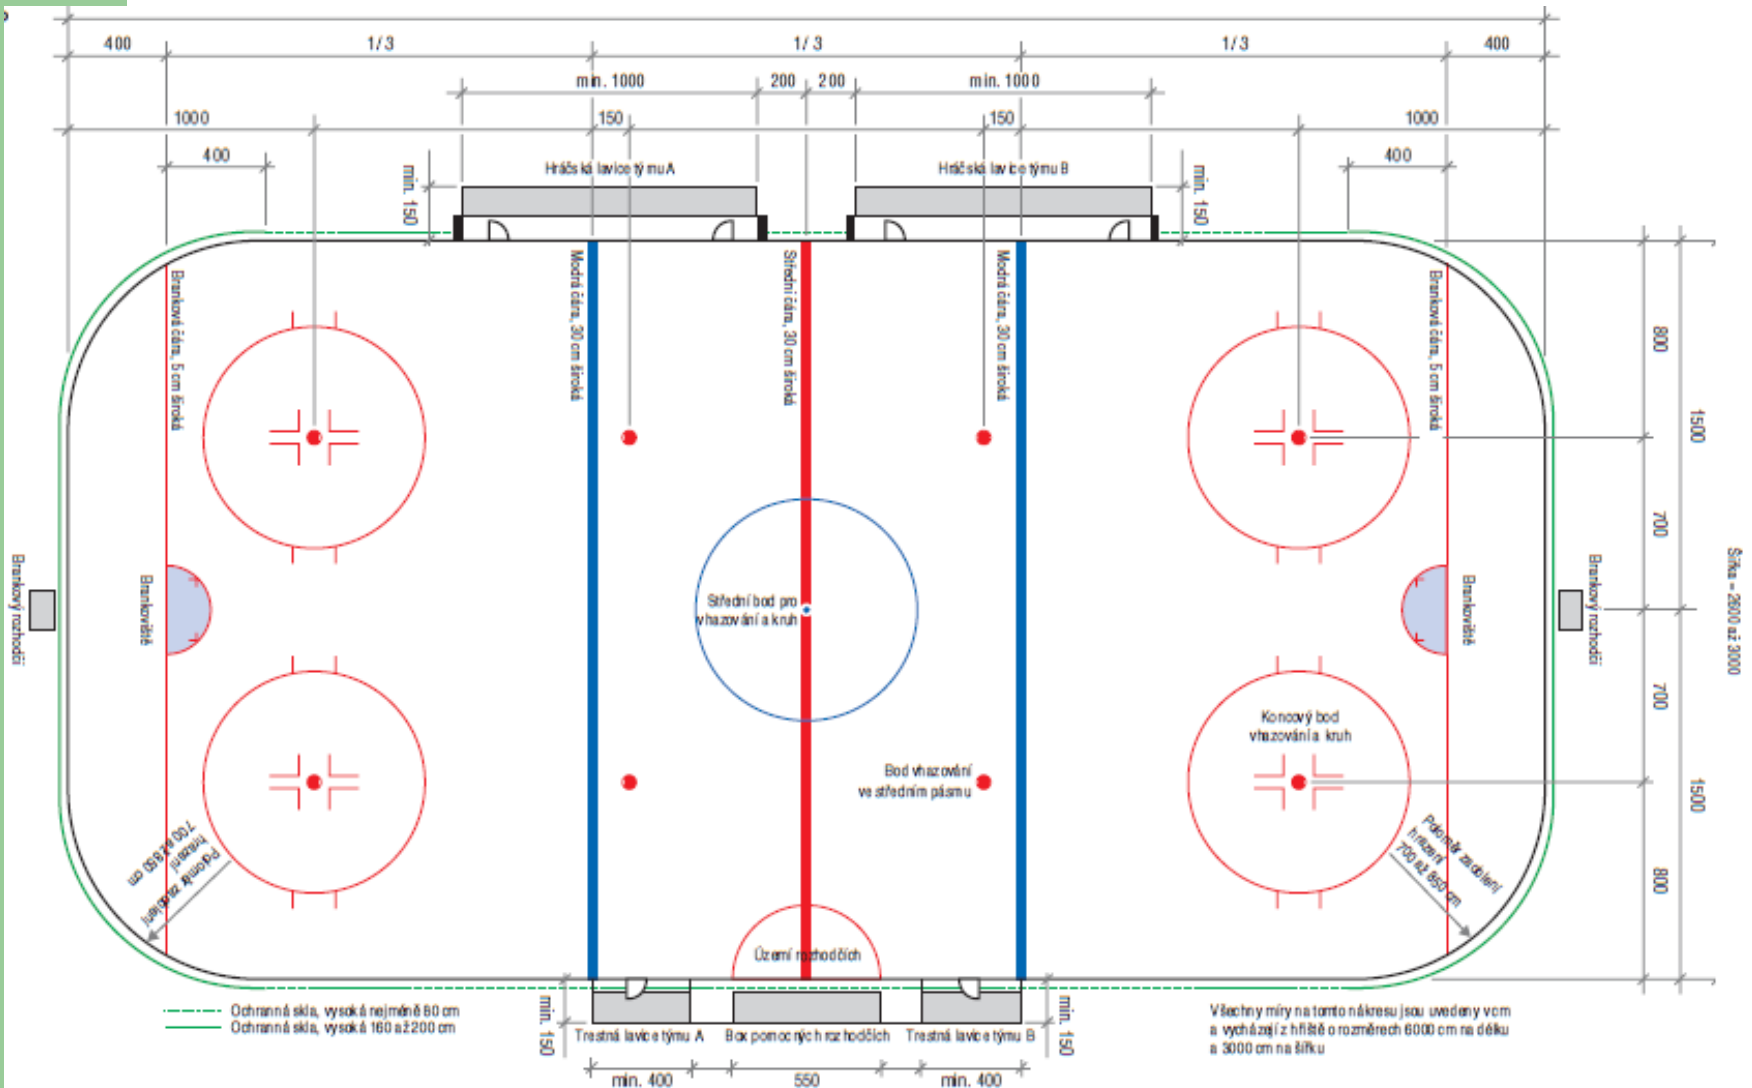 400
1/3
1/3
1/3
400
min. 1000
200
200
min. 1000
1000
150
150
1000
400
400
min. 150
Hráčská lavice týmu A
Hráčská lavice týmu B
min. 150
Branková čára, 5 cm široká
Modrá čára, 30 cm široká
Střední čára, 30 cm široká
Modrá čára, 30 cm široká
Branková čára, 5 cm široká
800
1500
700
Šířka = 2600 až 3000
Brankový rozhodčí
Brankoviště
Střední bod pro
vhazování a kruh
Brankoviště
Brankový rozhodčí
700
Koncový bod
vhazování a kruh
Bod vhazování
ve středním pásmu
1500
Poloměr zaoblení
hrazení
700 až 850 cm
Poloměr zaoblení
hrazení
700 až 850 cm
800
Území rozhodčích
Ochranná skla, vysoká nejméně 80 cm
Ochranná skla, vysoká 160 až 200 cm
min. 150
Trestná lavice týmu A
Box pomocných rozhodčích
Trestná lavice týmu B
min. 150
min. 400
550
min. 400
Všechny míry na tomto nákresu jsou uvedeny v cm
a vycházejí z hřiště o rozměrech 6000 cm na délku
a 3000 cm na šířku